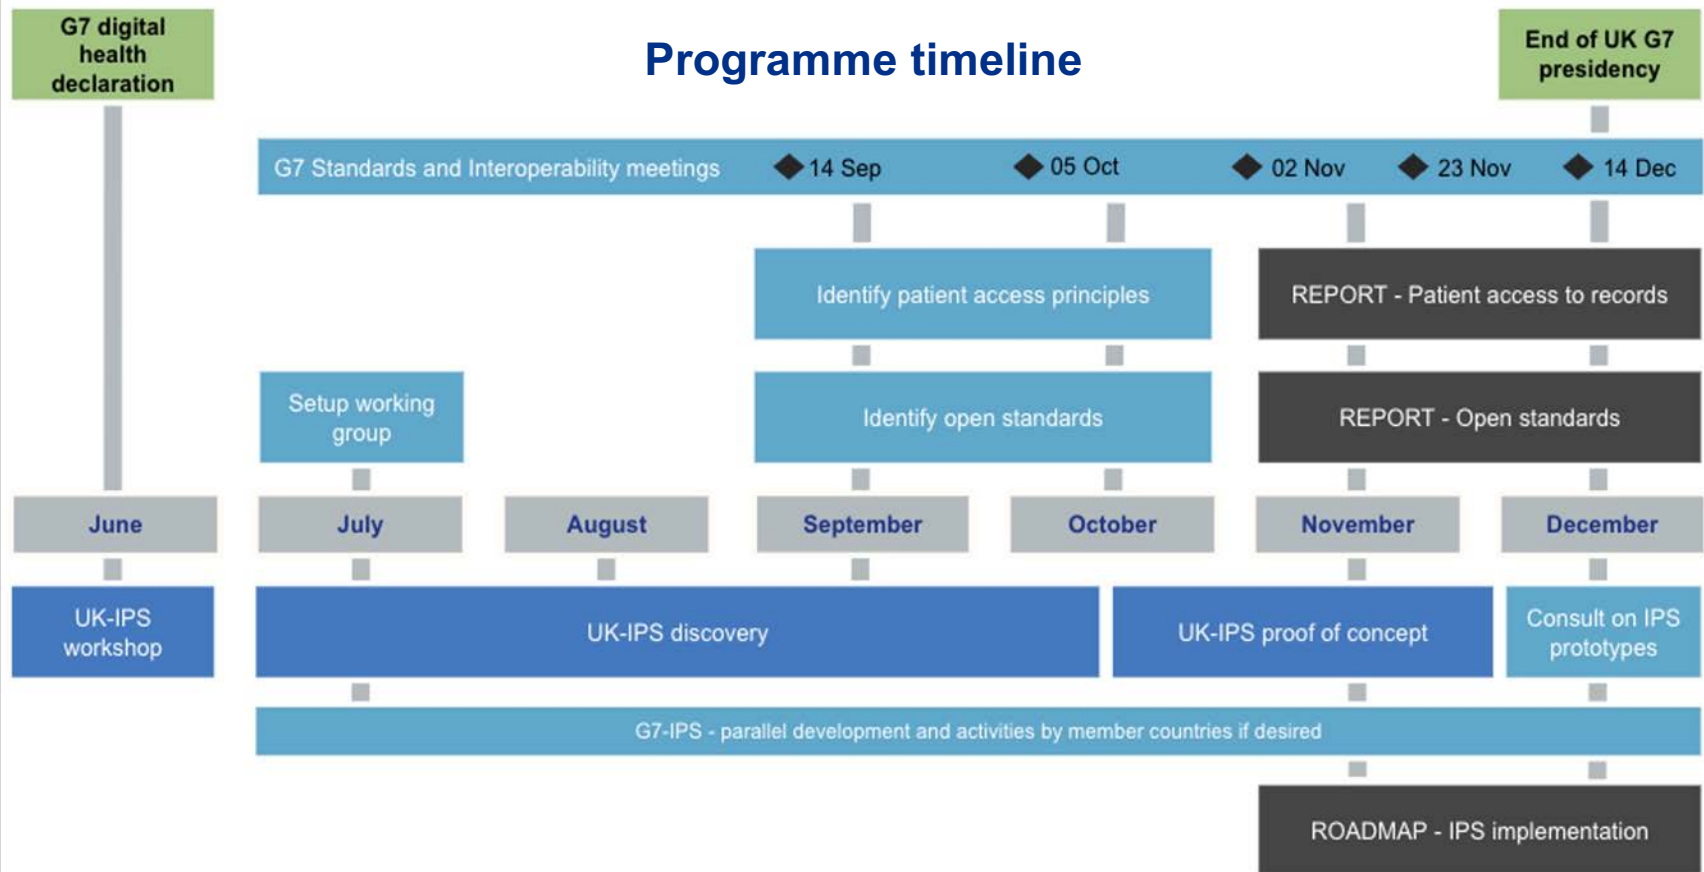 G7 digital
health
declaration
Programme timeline
End of UK G7
presidency
G7 Standards and Interoperability meetings
14 Sep
05 Oct
02 Nov
23 Nov
14 Dec
Identify patient access principles
REPORT - Patient access to records
Setup working
group
Identify open standards
REPORT - Open standards
June
July
August
September
October
November
December
UK-IPS
workshop
UK-IPS discovery
UK-IPS proof of concept
Consult on IPS
prototypes
G7-IPS - parallel development and activities by member countries if desired
ROADMAP - IPS implementation